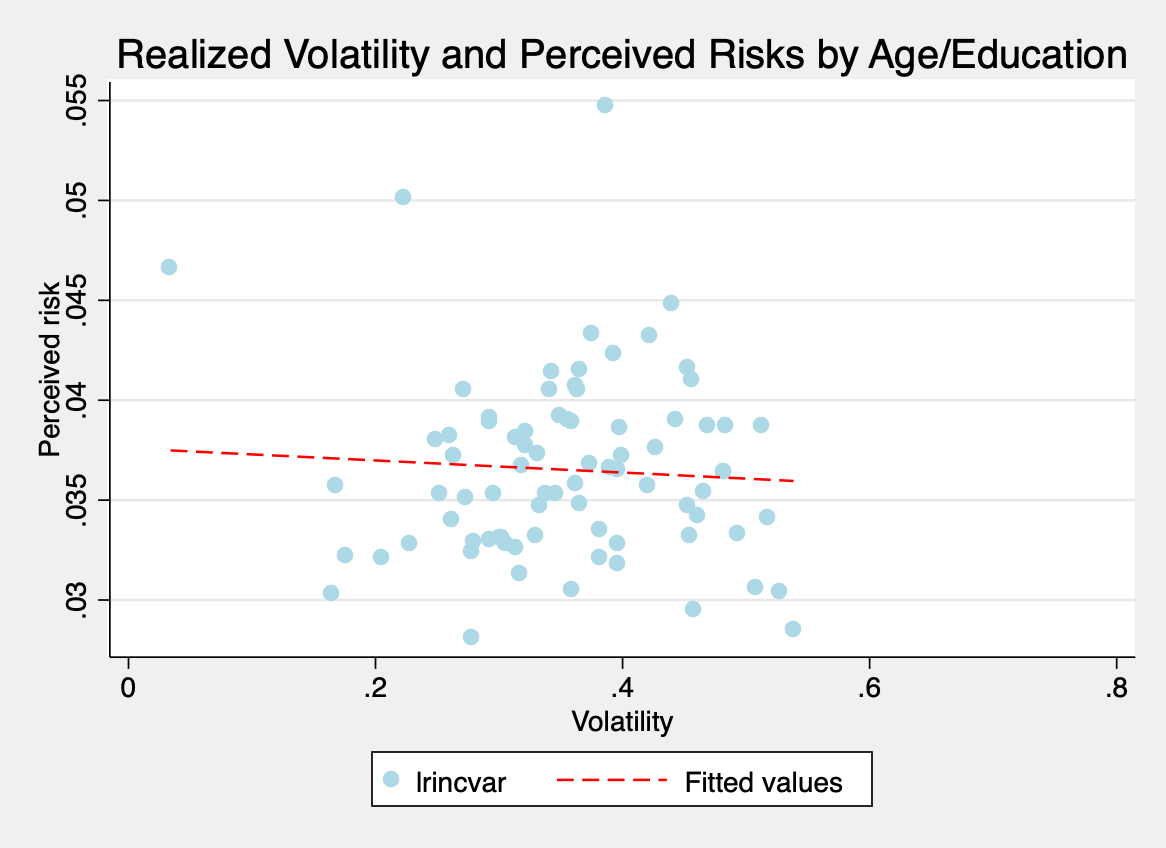 Realized Volatility and Perceived Risks by Age/Education
Perceived risk
.055
.05
.045
.04
.035
.03
0 .2 .4 .6 .8
Volatility
lrincvar Fitted values